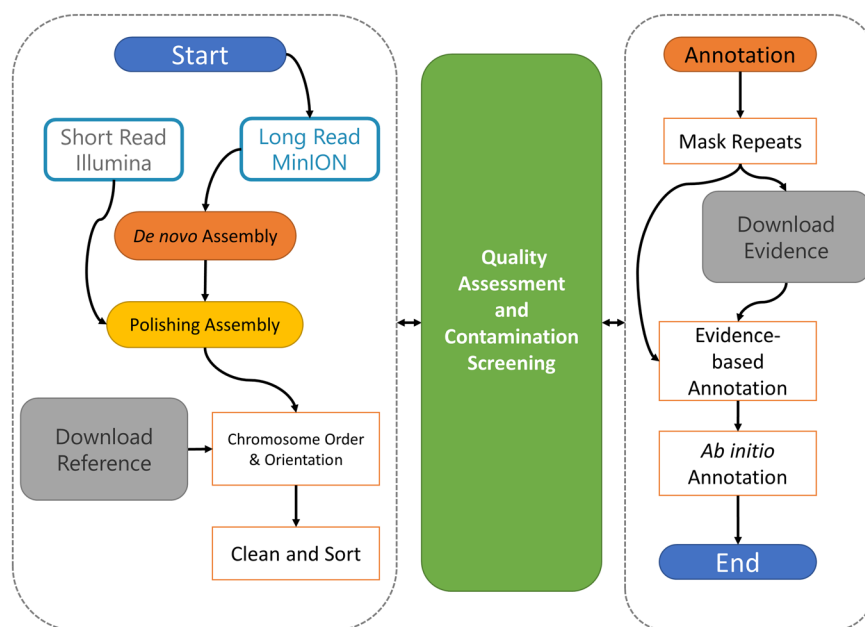 Start
Short Read
Illumina
Long Read
MinION
De novo Assembly
Polishing Assembly
Download
Reference
Chromosome Order
& Orientation
Clean and Sort
Quality
Assessment
and
Contamination
Screening
Annotation
Mask Repeats
Download
Evidence
Evidence-
based
Annotation
Ab initio
Annotation
End